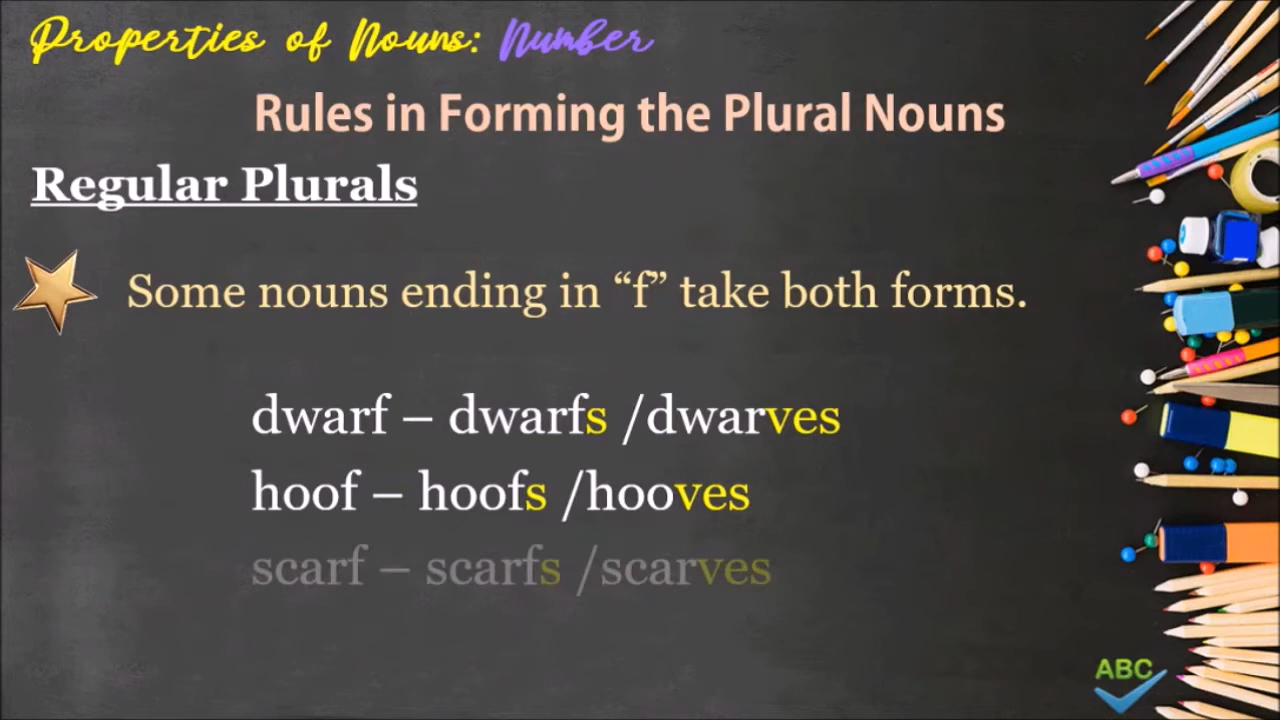 Properties of Nouns: Number
Rules in Forming the Plural Nouns
Regular Plurals
Some nouns ending in “f” take both forms.
dwarf – dwarfs /dwarves
hoof – hoofs /hooves
scarf – scarfs /scarves
ABC